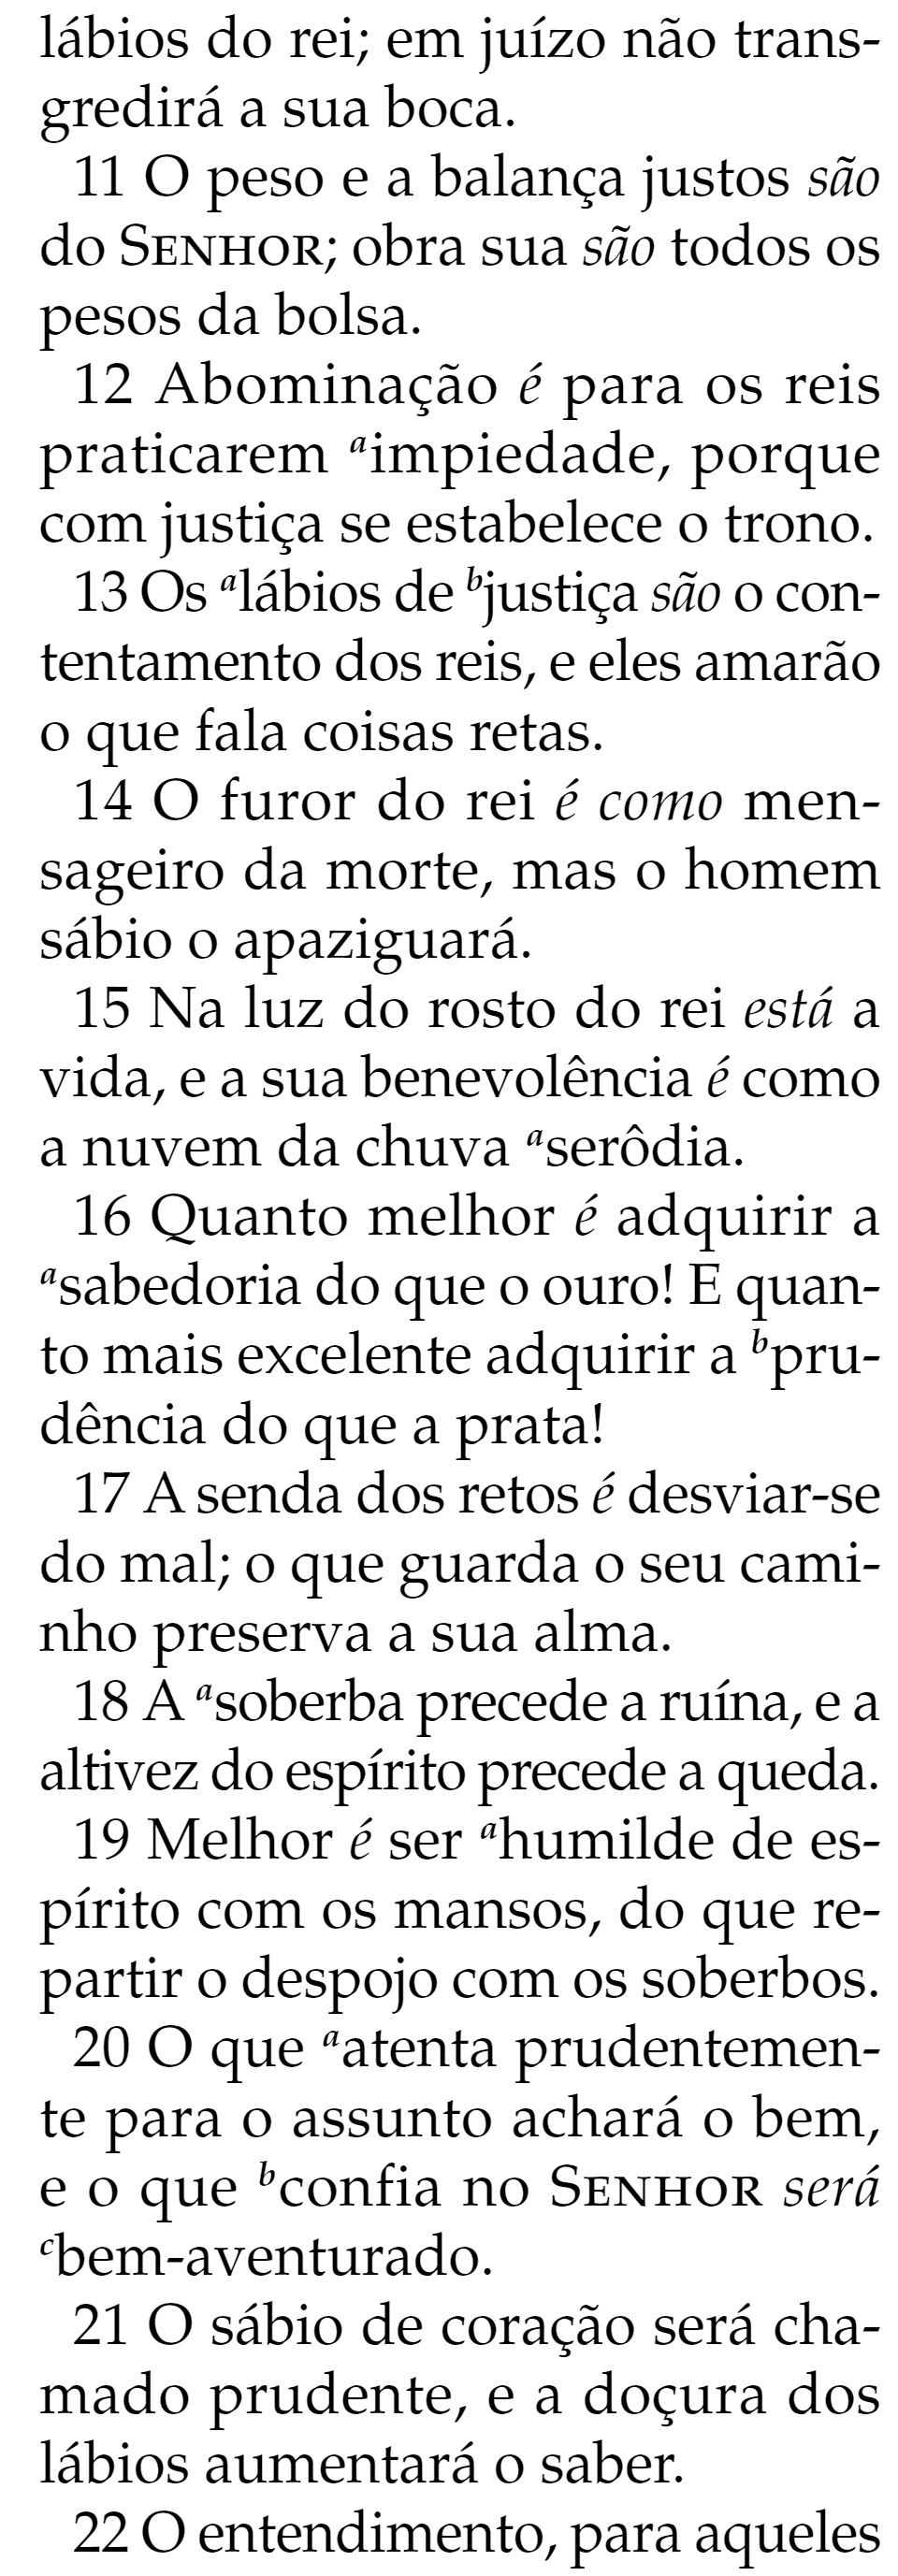 lábios do rei; em juízo não trans-
gredirá a sua boca.
11 O peso e a balança justos são
do SENHOR; obra sua são todos os
pesos da bolsa.
12 Abominação é para os reis
praticarem aimpiedade, porque
com justiça se estabelece o trono.
13 Os alábios de bjustiça são o con-
tentamento dos reis, e eles amarão
o que fala coisas retas.
14 O furor do rei é como men-
sageiro da morte, mas o homem
sábio o apaziguará.
15 Na luz do rosto do rei está a
vida, e a sua benevolência é como
a nuvem da chuva aserôdia.
16 Quanto melhor é adquirir a
asabedoria do que o ouro! E quan-
to mais excelente adquirir a bpru-
dência do que a prata!
17 A senda dos retos é desviar-se
do mal; o que guarda o seu cami-
nho preserva a sua alma.
18 A asoberba precede a ruína, e a
altivez do espírito precede a queda.
19 Melhor é ser ahumilde de es-
pírito com os mansos, do que re-
partir o despojo com os soberbos.
20 O que aatenta prudentemen-
te para o assunto achará o bem,
e o que bconfia no SENHOR será
cbem-aventurado.
21 O sábio de coração será cha-
mado prudente, e a doçura dos
lábios aumentará o saber.
22 O entendimento, para aqueles